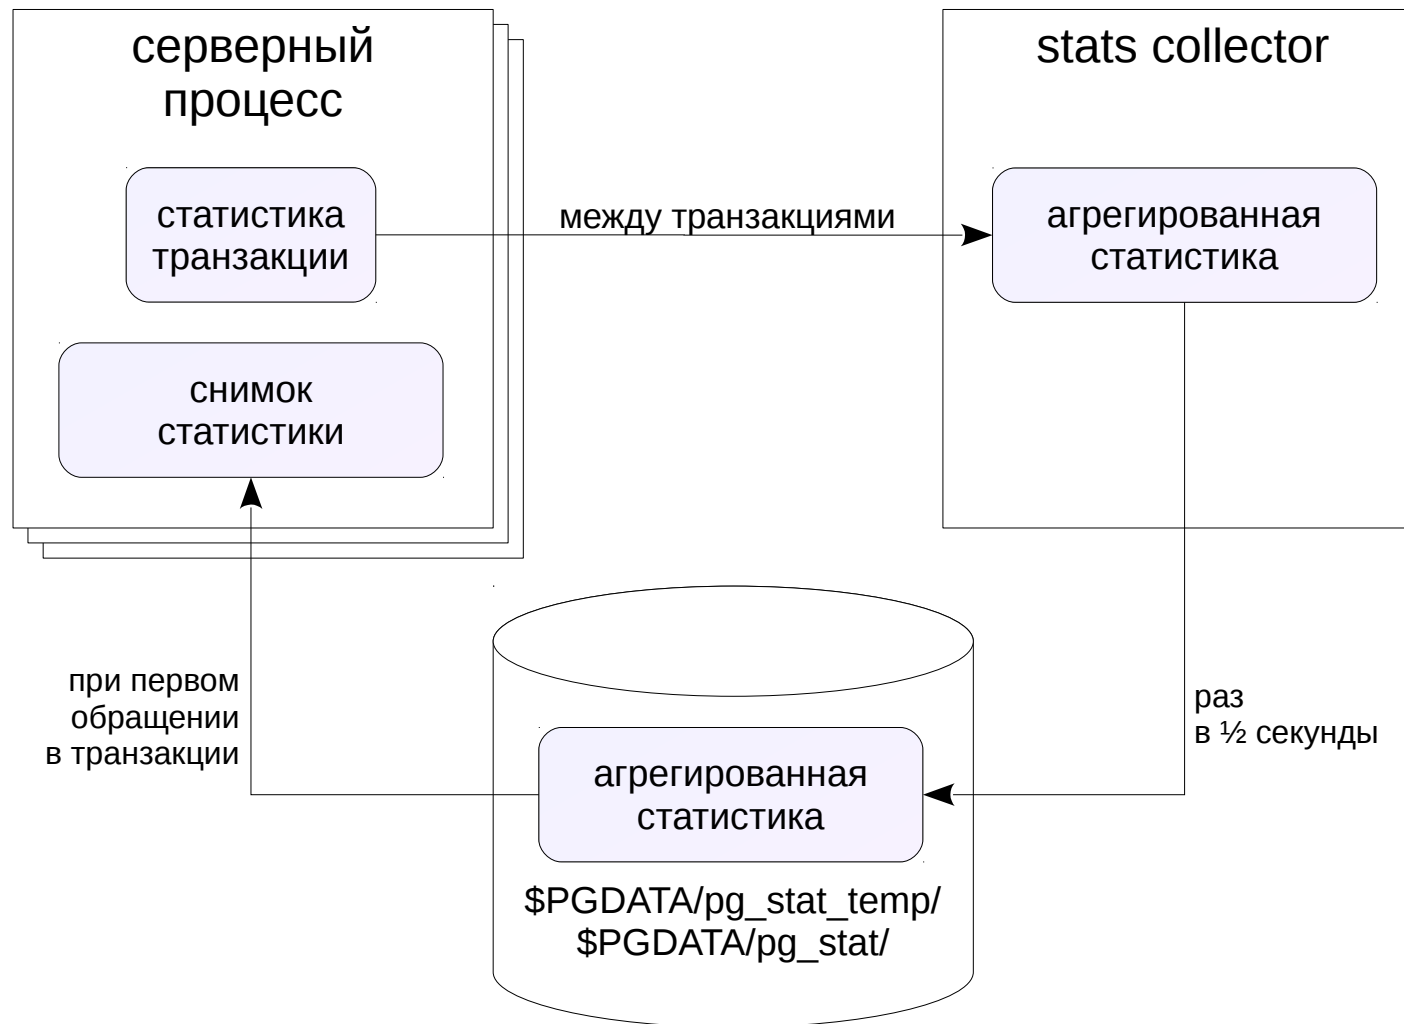 серверный
процесс
stats collector
статистика
транзакции
между транзакциями
агрегированная
статистика
снимок
статистики
при первом
обращении
в транзакции
раз
в ½ секунды
агрегированная
статистика
$PGDATA/pg_stat_temp/
$PGDATA/pg_stat/